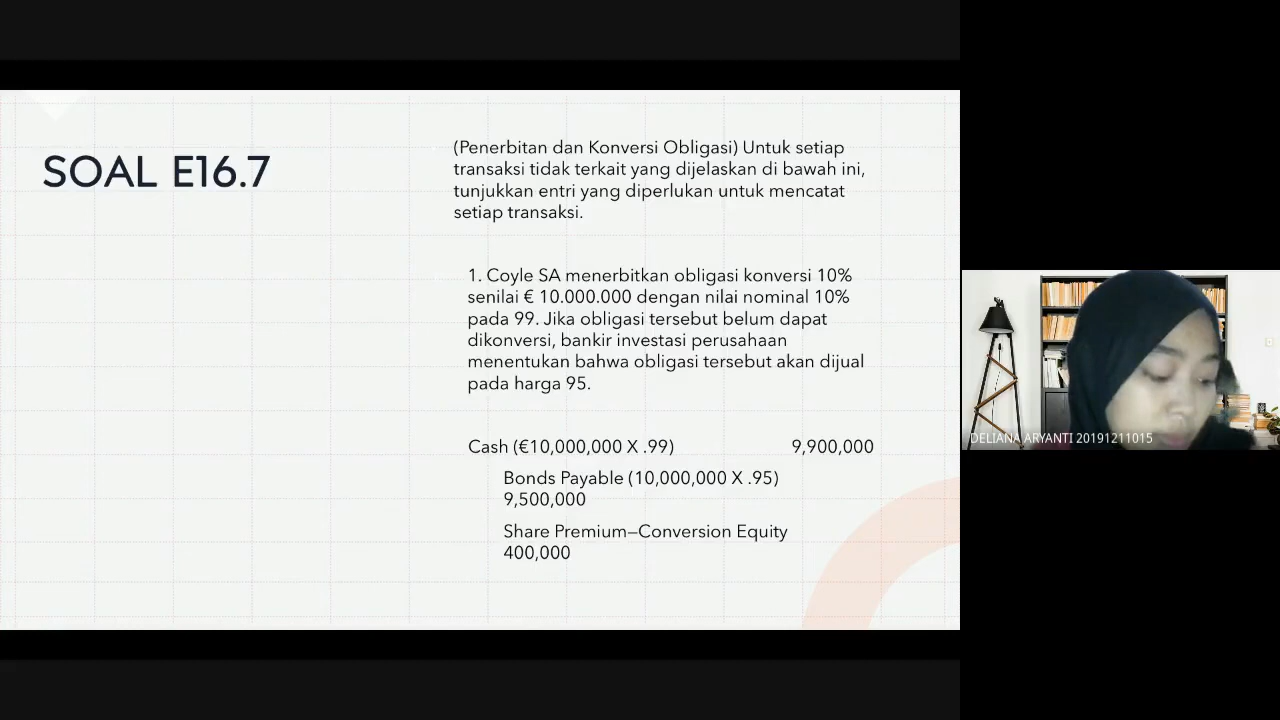 SOAL E16.7
(Penerbitan dan Konversi Obligasi) Untuk setiap
transaksi tidak terkait yang dijelaskan di bawah ini,
tunjukkan entri yang diperlukan untuk mencatat
setiap transaksi.
1. Coyle SA menerbitkan obligasi konversi 10%
senilai € 10.000.000 dengan nilai nominal 10%
pada 99. Jika obligasi tersebut belum dapat
dikonversi, bankir investasi perusahaan
menentukan bahwa obligasi tersebut akan dijual
pada harga 95.
Cash (€10,000,000 X .99) 9,900,000
Bonds Payable (10,000,000 X .95)
9,500,000
Share Premium—Conversion Equity
400,000
DELIANA ARYANTI 20191211015